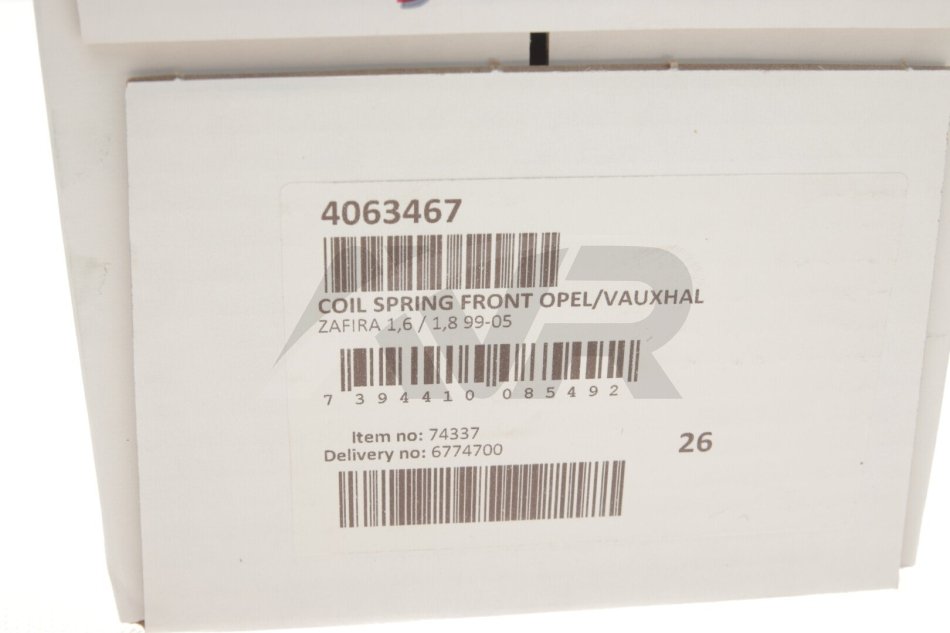 4063467
COIL SPRING FRONT OPEL/VAUXHAL
ZAFIRA 1,6 / 1,8 99-05
7 394410 085492
Item no: 74337
Delivery no: 6774700
26
AVR